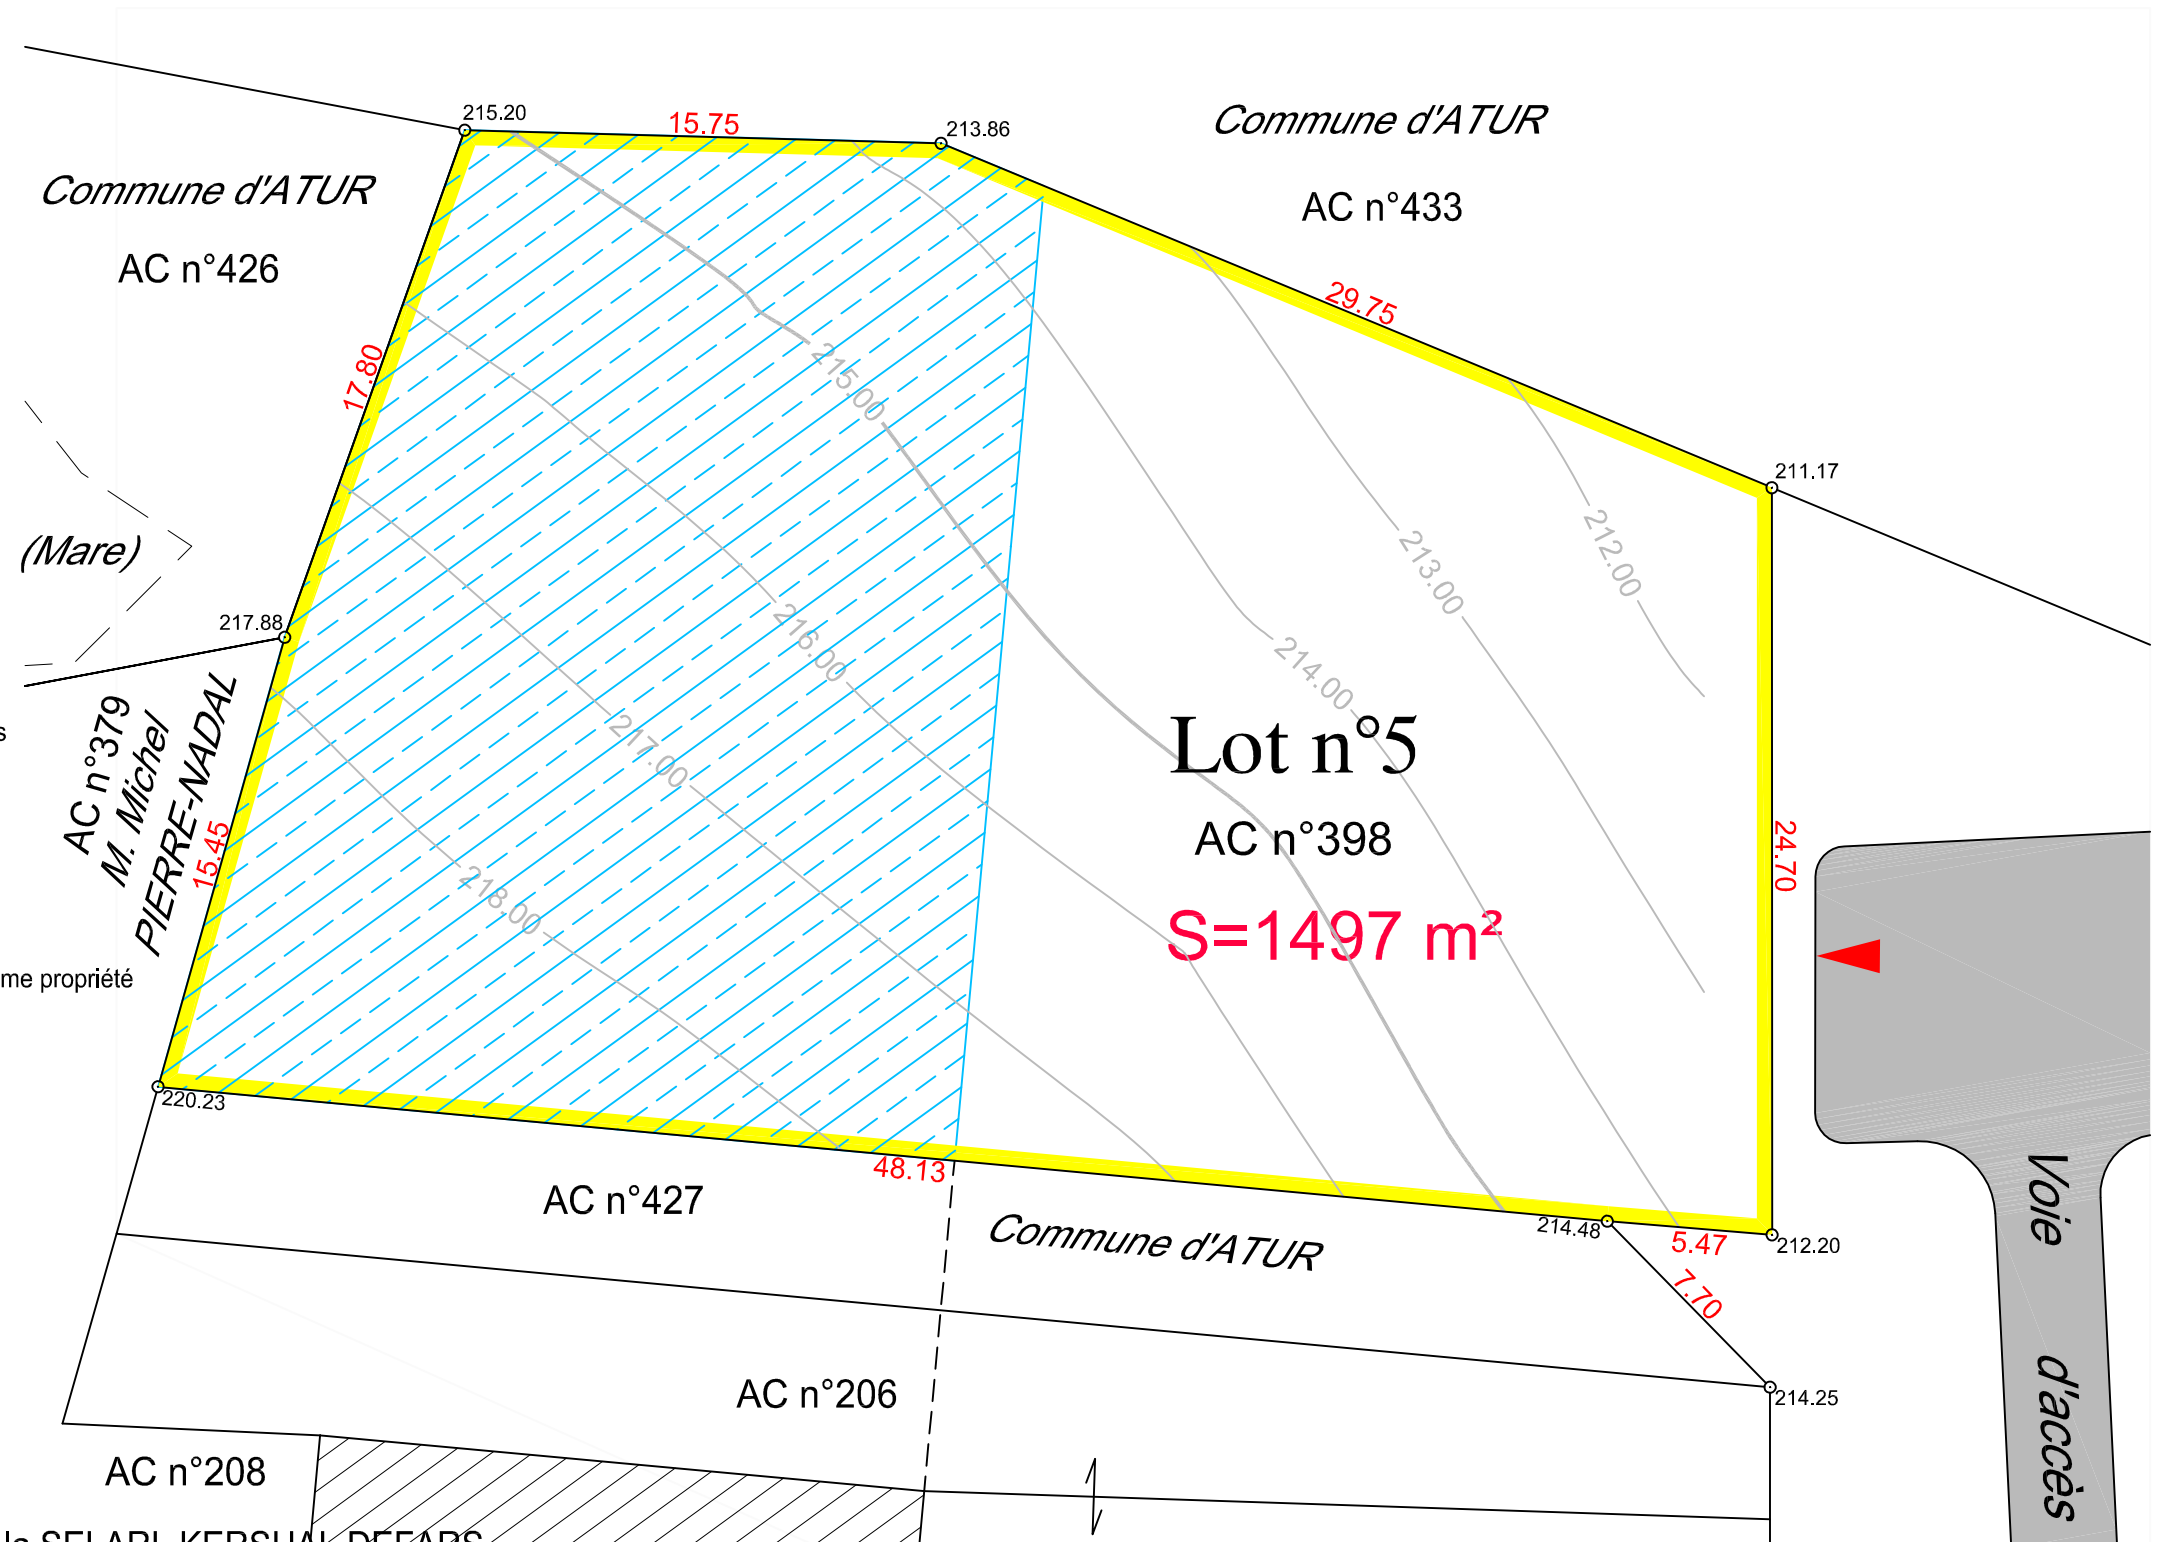 215.20
15.75
213.86
Commune d'ATUR
AC n°433
Commune d'ATUR
AC n°426
29.75
17.80
215.00
211.17
212.00
213.00
(Mare)
217.88
216.00
214.00
AC n°379
M. Michel
PIERRE-NADAL
s
217.00
Lot n°5
AC n°398
S=1497 m²
15.45
218.00
24.70
me propriété
220.23
48.13
AC n°427
Commune d'ATUR
214.48
5.47
212.20
7.70
Voie d'accès
AC n°206
214.25
AC n°208
la SELARL KERSUAL DEFARS